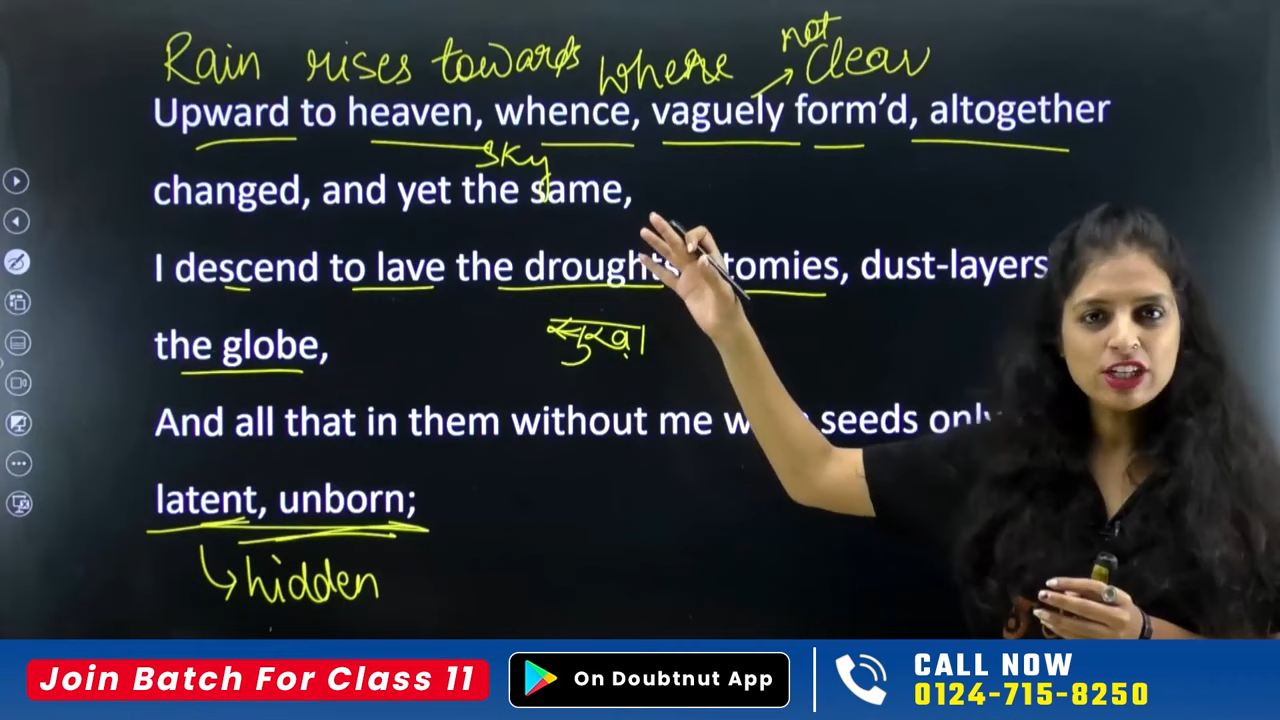 Rain rises towards where not clear
Upward to heaven, whence, vaguely form'd, altogether
sky
changed, and yet the same,
I descend to lave the drought tomies, dust-layers
the globe,
And all that in them without me w seeds only
latent, unborn;
hidden
Join Batch For Class 11
On Doubtnut App
CALL NOW
0124-715-8250